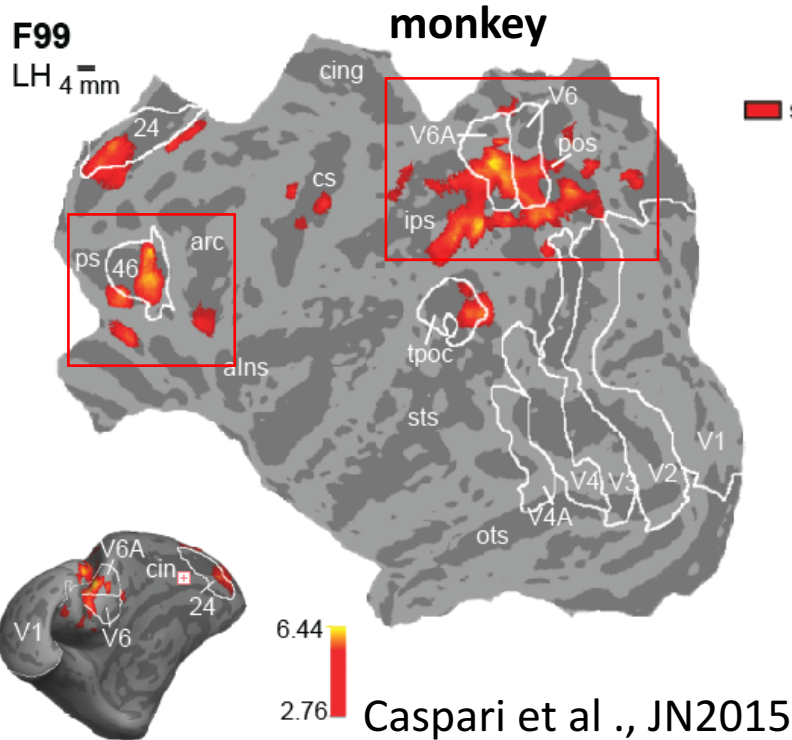 monkey
F99
LH 4 mm
cing
24
V6
V6A
pos
s
cs
ips
arc
ps
46
aIns
tpoc
sts
V1
V4
V3
V2
V4A
ots
V6A
cin
24
V1
V6
6.44
2.76
Caspari et al ., JN2015